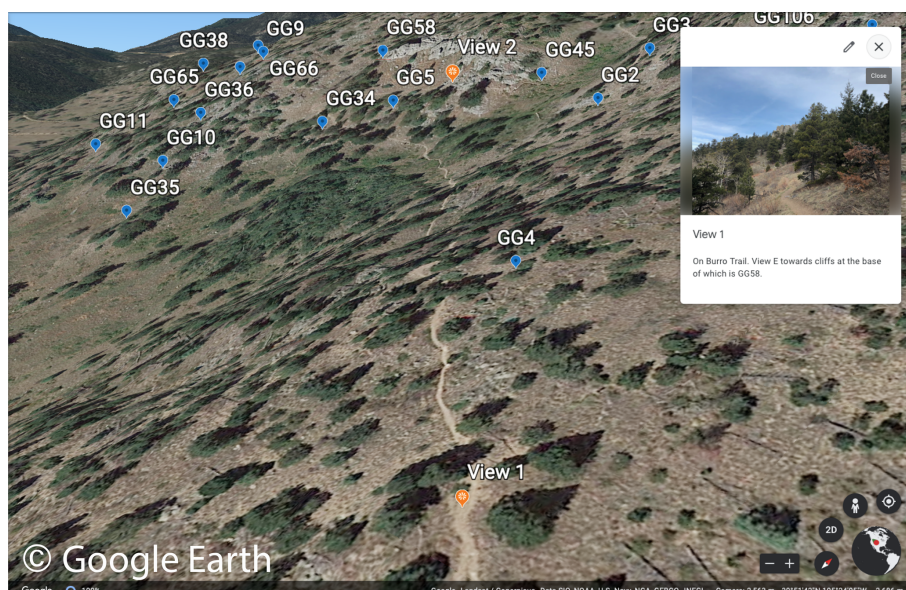 GG9
GG38
GG58
GG3
GG106
View 2
GG66
GG65
GG5
GG45
GG2
GG36
GG34
GG11
GG10
GG35
GG4
Close
View 1
On Burro Trail. View E towards cliffs at the base
of which is GG58.
View 1
2D
© Google Earth
Google
100%